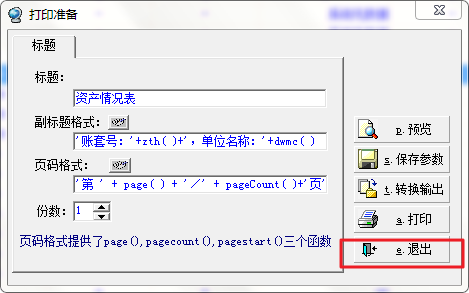 打印准备
标题
标题:
资产情况表
副标题格式:
'账套号: '+zth( )+', 单位名称: '+dwmc( )
页码格式:
'第 ' + page( ) + '／' + pageCount( )+'页'
份数: 1
页码格式提供了page(),pagecount(),pagestart()三个函数
p. 预览
s. 保存参数
t. 转换输出
a. 打印
e. 退出